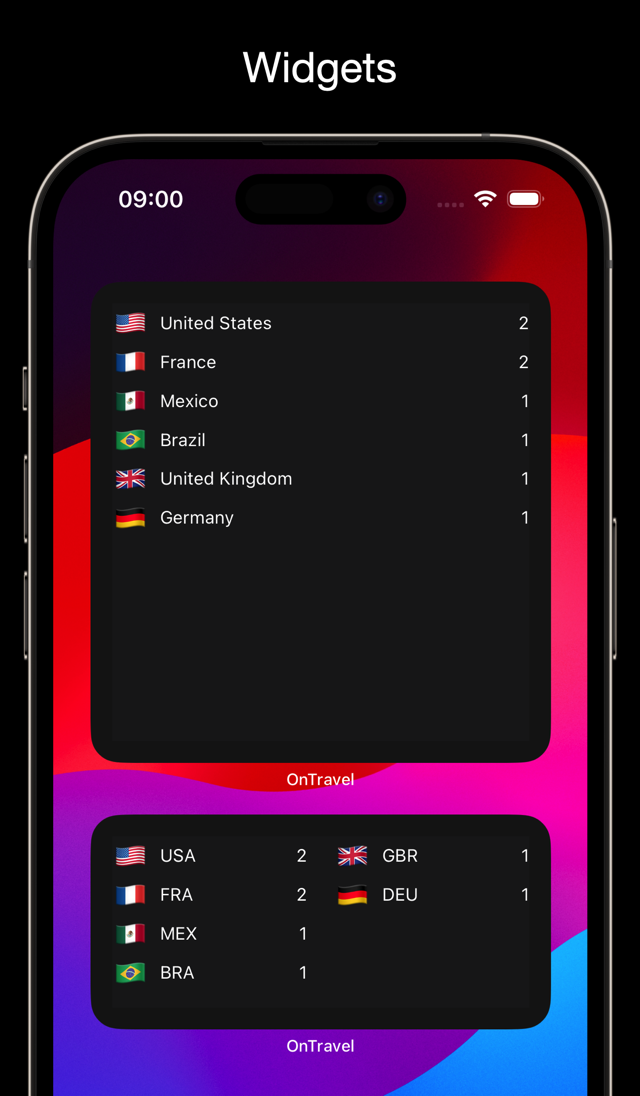 Widgets
09:00
🇺🇸 United States 2
🇫🇷 France 2
🇲🇽 Mexico 1
🇧🇷 Brazil 1
🇬🇧 United Kingdom 1
🇩🇪 Germany 1
OnTravel
🇺🇸 USA 2 🇬🇧 GBR 1
🇫🇷 FRA 2 🇩🇪 DEU 1
🇲🇽 MEX 1
🇧🇷 BRA 1
OnTravel